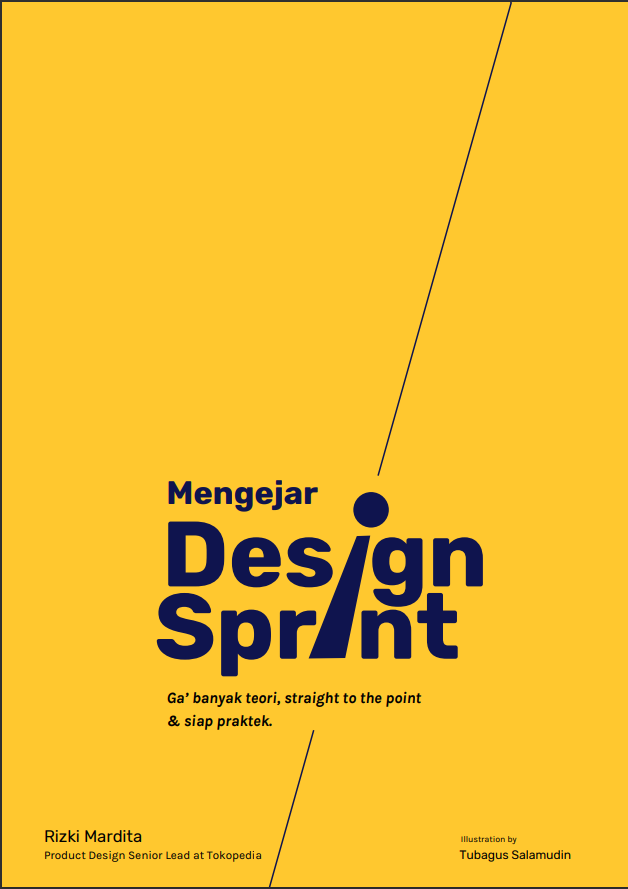 Mengejar
Design
Sprint
Ga' banyak teori, straight to the point
& siap praktek.
Rizki Mardita
Product Design Senior Lead at Tokopedia
Illustration by
Tubagus Salamudin